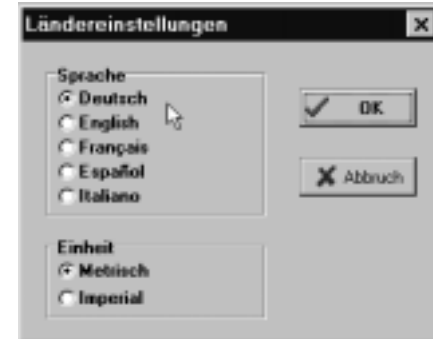 Ländereinstellungen
Sprache
Deutsch
English
Français
Español
Italiano
OK
Abbruch
Einheit
Metrisch
Imperial